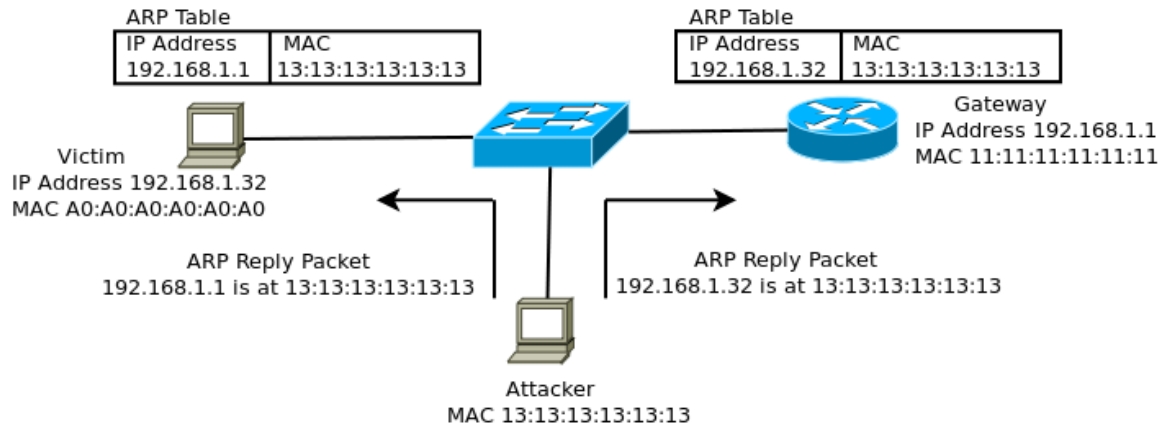 ARP Table
IP Address MAC
192.168.1.1 13:13:13:13:13:13
ARP Table
IP Address MAC
192.168.1.32 13:13:13:13:13:13
Victim
IP Address 192.168.1.32
MAC A0:A0:A0:A0:A0:A0
Gateway
IP Address 192.168.1.1
MAC 11:11:11:11:11:11
ARP Reply Packet
192.168.1.1 is at 13:13:13:13:13:13
ARP Reply Packet
192.168.1.32 is at 13:13:13:13:13:13
Attacker
MAC 13:13:13:13:13:13